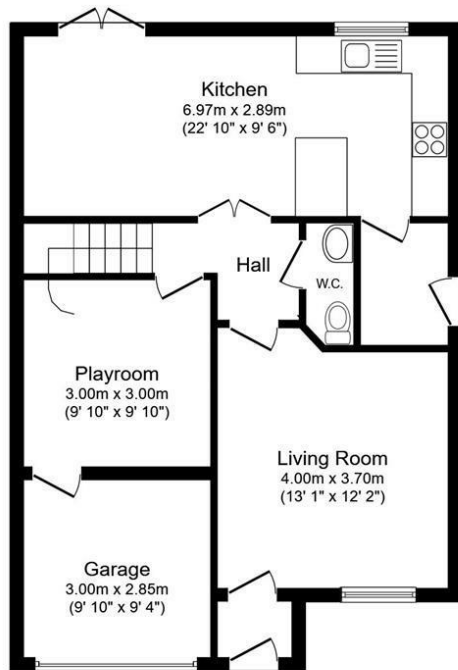 Kitchen
6.97m x 2.89m
(22' 10" x 9' 6")
Hall
W.C.
Playroom
3.00m x 3.00m
(9' 10" x 9' 10")
Living Room
4.00m x 3.70m
(13' 1" x 12' 2")
Garage
3.00m x 2.85m
(9' 10" x 9' 4")